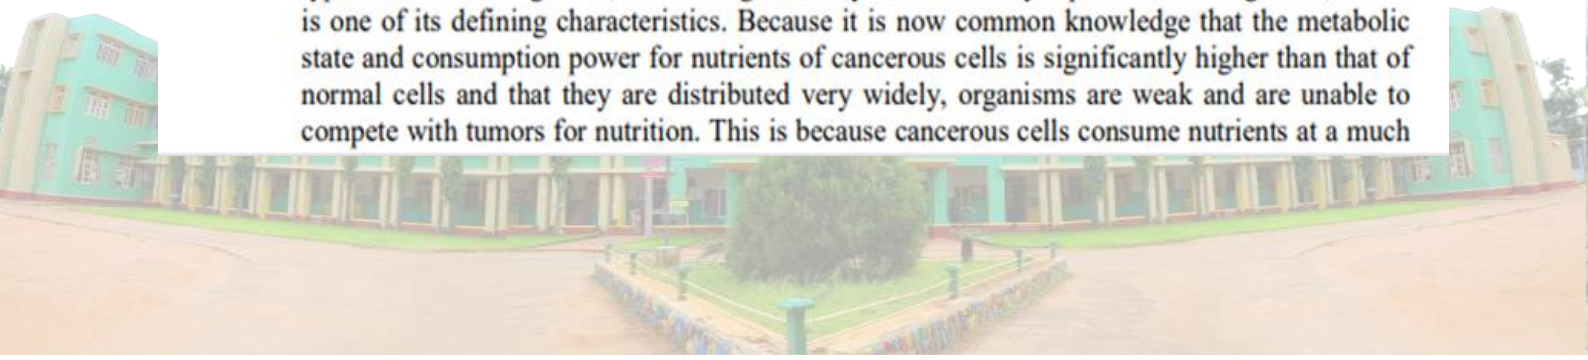 is one of its defining characteristics. Because it is now common knowledge that the metabolic
state and consumption power for nutrients of cancerous cells is significantly higher than that of
normal cells and that they are distributed very widely, organisms are weak and are unable to
compete with tumors for nutrition. This is because cancerous cells consume nutrients at a much